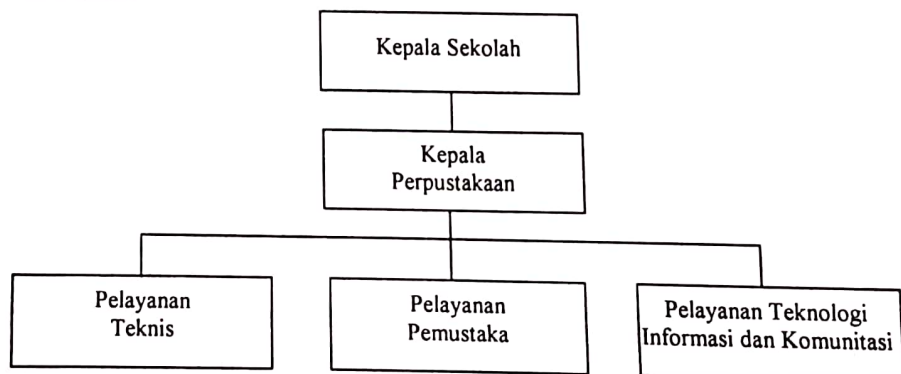 Kepala Sekolah
Kepala
Perpustakaan
Pelayanan
Teknis
Pelayanan
Pemustaka
Pelayanan Teknologi
Informasi dan Komunitasi